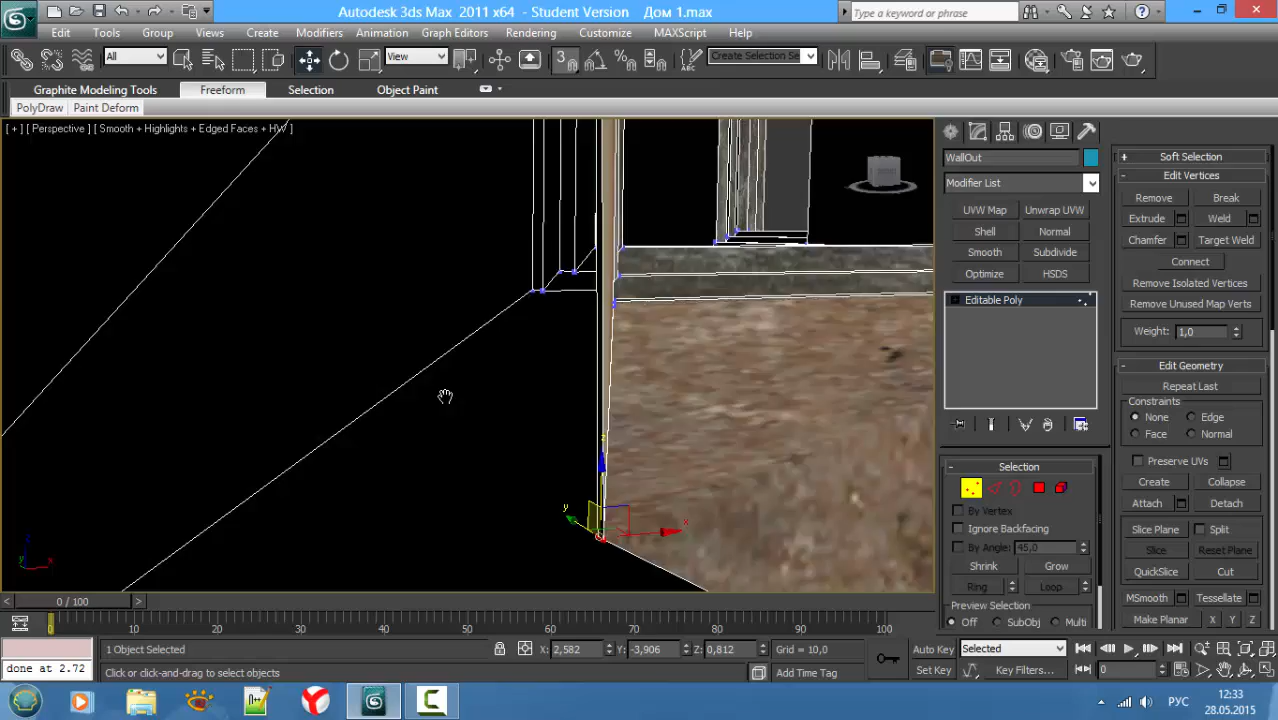 Autodesk 3ds Max 2011 x64 - Student Version Дом 1.max
Type a keyword or phrase
Edit Tools Group Views Create Modifiers Animation Graph Editors Rendering Customize MAXScript Help
All
View
3
Create Selection Se
Graphite Modeling Tools Freeform Selection Object Paint
PolyDraw Paint Deform
[ + ] [ Perspective ] [ Smooth + Highlights + Edged Faces + HW ]
WallOut
Modifier List
UVW Map Unwrap UVW
Shell Normal
Smooth Subdivide
Optimize HSDS
Editable Poly
Selection
By Vertex
Ignore Backfacing
By Angle: 45,0
Shrink Grow
Ring Loop
Preview Selection
Off SubObj Multi
Soft Selection
Edit Vertices
Remove Break
Extrude Weld
Chamfer Target Weld
Connect
Remove Isolated Vertices
Remove Unused Map Verts
Weight: 1,0
Edit Geometry
Repeat Last
Constraints
None Edge
Face Normal
Preserve UVs
Create Collapse
Attach Detach
Slice Plane Split
Slice Reset Plane
QuickSlice Cut
MSmooth Tessellate
Make Planar X Y Z
z
y
x
z
y x
0 / 100
0 10 20 30 40 50 60 70 80 90 100
1 Object Selected X: 2,582 Y: -3,906 Z: 0,812 Grid = 10,0 Auto Key Selected
done at 2.72 Click or click-and-drag to select objects Add Time Tag Set Key Key Filters... 0
РУС
12:33
28.05.2015